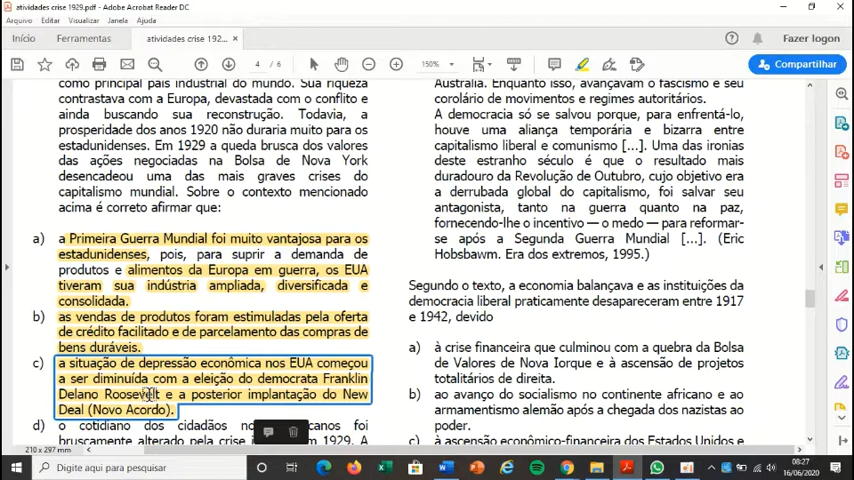 atividades crise 1929.pdf - Adobe Acrobat Reader DC
Arquivo Editar Visualizar Janela Ajuda
Início Ferramentas atividades crise 192... × Fazer logon
4 / 6 150% Compartilhar
como principal país industrial do mundo. Sua riqueza
contrastava com a Europa, devastada com o conflito e
ainda buscando sua reconstrução. Todavia, a
prosperidade dos anos 1920 não duraria muito para os
estadunidenses. Em 1929 a queda brusca dos valores
das ações negociadas na Bolsa de Nova York
desencadeou uma das mais graves crises do
capitalismo mundial. Sobre o contexto mencionado
acima é correto afirmar que:
a) a Primeira Guerra Mundial foi muito vantajosa para os
estadunidenses, pois, para suprir a demanda de
produtos e alimentos da Europa em guerra, os EUA
tiveram sua indústria ampliada, diversificada e
consolidada.
b) as vendas de produtos foram estimuladas pela oferta
de crédito facilitado e de parcelamento das compras de
bens duráveis.
c) a situação de depressão econômica nos EUA começou
a ser diminuída com a eleição do democrata Franklin
Delano Roosevelt e a posterior implantação do New
Deal (Novo Acordo).
d) o cotidiano dos cidadãos
bruscamente alterado pela crise em 1929. A
210 x 297 mm
Austrália. Enquanto isso, avançavam o fascismo e seu
corolário de movimentos e regimes autoritários.
A democracia só se salvou porque, para enfrentá-lo,
houve uma aliança temporária e bizarra entre
capitalismo liberal e comunismo [...]. Uma das ironias
deste estranho século é que o resultado mais
duradouro da Revolução de Outubro, cujo objetivo era
a derrubada global do capitalismo, foi salvar seu
antagonista, tanto na guerra quanto na paz,
fornecendo-lhe o incentivo — o medo — para reformar-
se após a Segunda Guerra Mundial [...]. (Eric
Hobsbawm. Era dos extremos, 1995.)
Segundo o texto, a economia balançava e as instituições da
democracia liberal praticamente desapareceram entre 1917
e 1942, devido
a) à crise financeira que culminou com a quebra da Bolsa
de Valores de Nova Iorque e à ascensão de projetos
totalitários de direita.
b) ao avanço do socialismo no continente africano e ao
armamentismo alemão após a chegada dos nazistas ao
poder.
c) à ascensão econômico-financeira dos Estados Unidos e
Digite aqui para pesquisar
08:27
16/06/2020